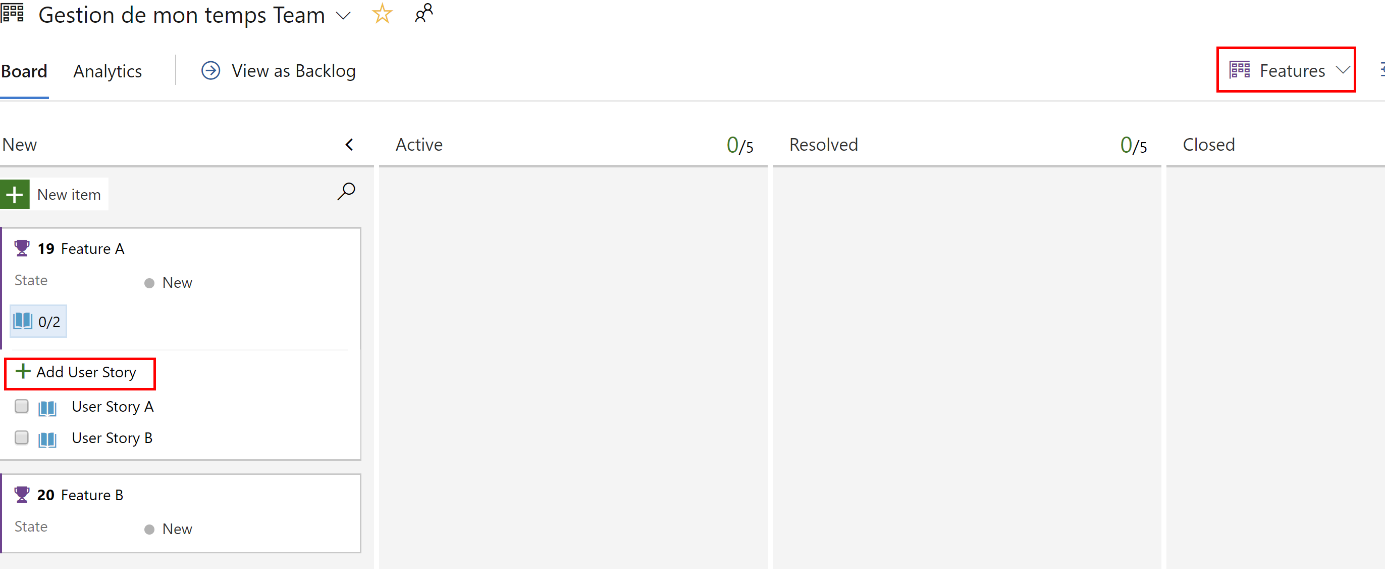 Gestion de mon temps Team
Board Analytics View as Backlog Features
New Active 0/5 Resolved 0/5 Closed
New item
19 Feature A
State New
0/2
Add User Story
User Story A
User Story B
20 Feature B
State New